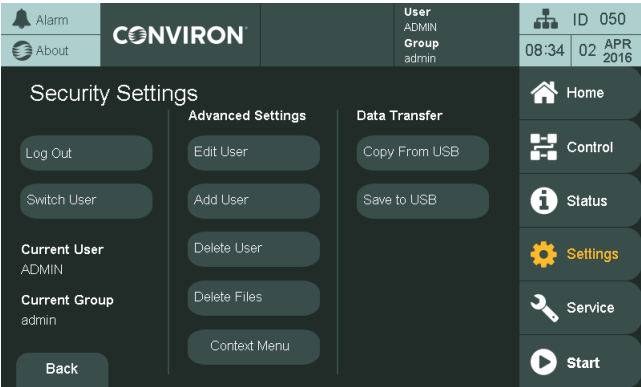 Alarm
About
CONVIRON
User
ADMIN
Group
admin
ID 050
08:34
02 APR 2016
Security Settings
Log Out
Switch User
Current User
ADMIN
Current Group
admin
Back
Advanced Settings
Edit User
Add User
Delete User
Delete Files
Context Menu
Data Transfer
Copy From USB
Save to USB
Home
Control
Status
Settings
Service
Start